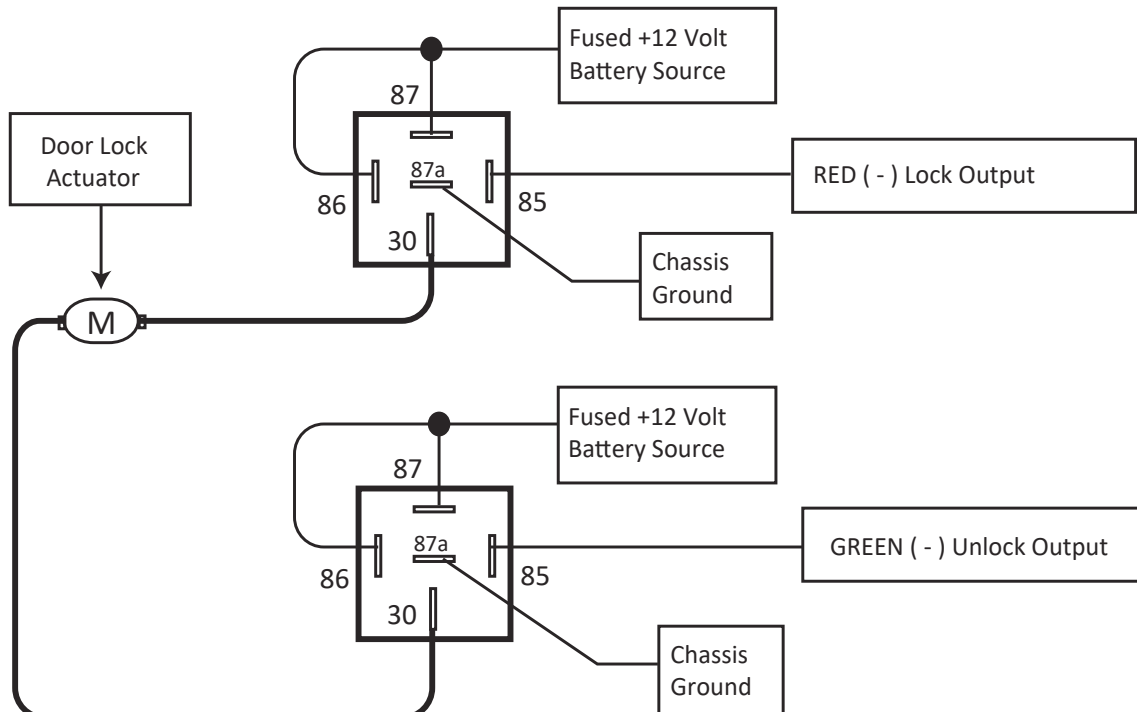 Fused +12 Volt
Battery Source
87
Door Lock
Actuator
87a
RED ( - ) Lock Output
86
85
30
Chassis
Ground
M
Fused +12 Volt
Battery Source
87
87a
GREEN ( - ) Unlock Output
86
85
30
Chassis
Ground